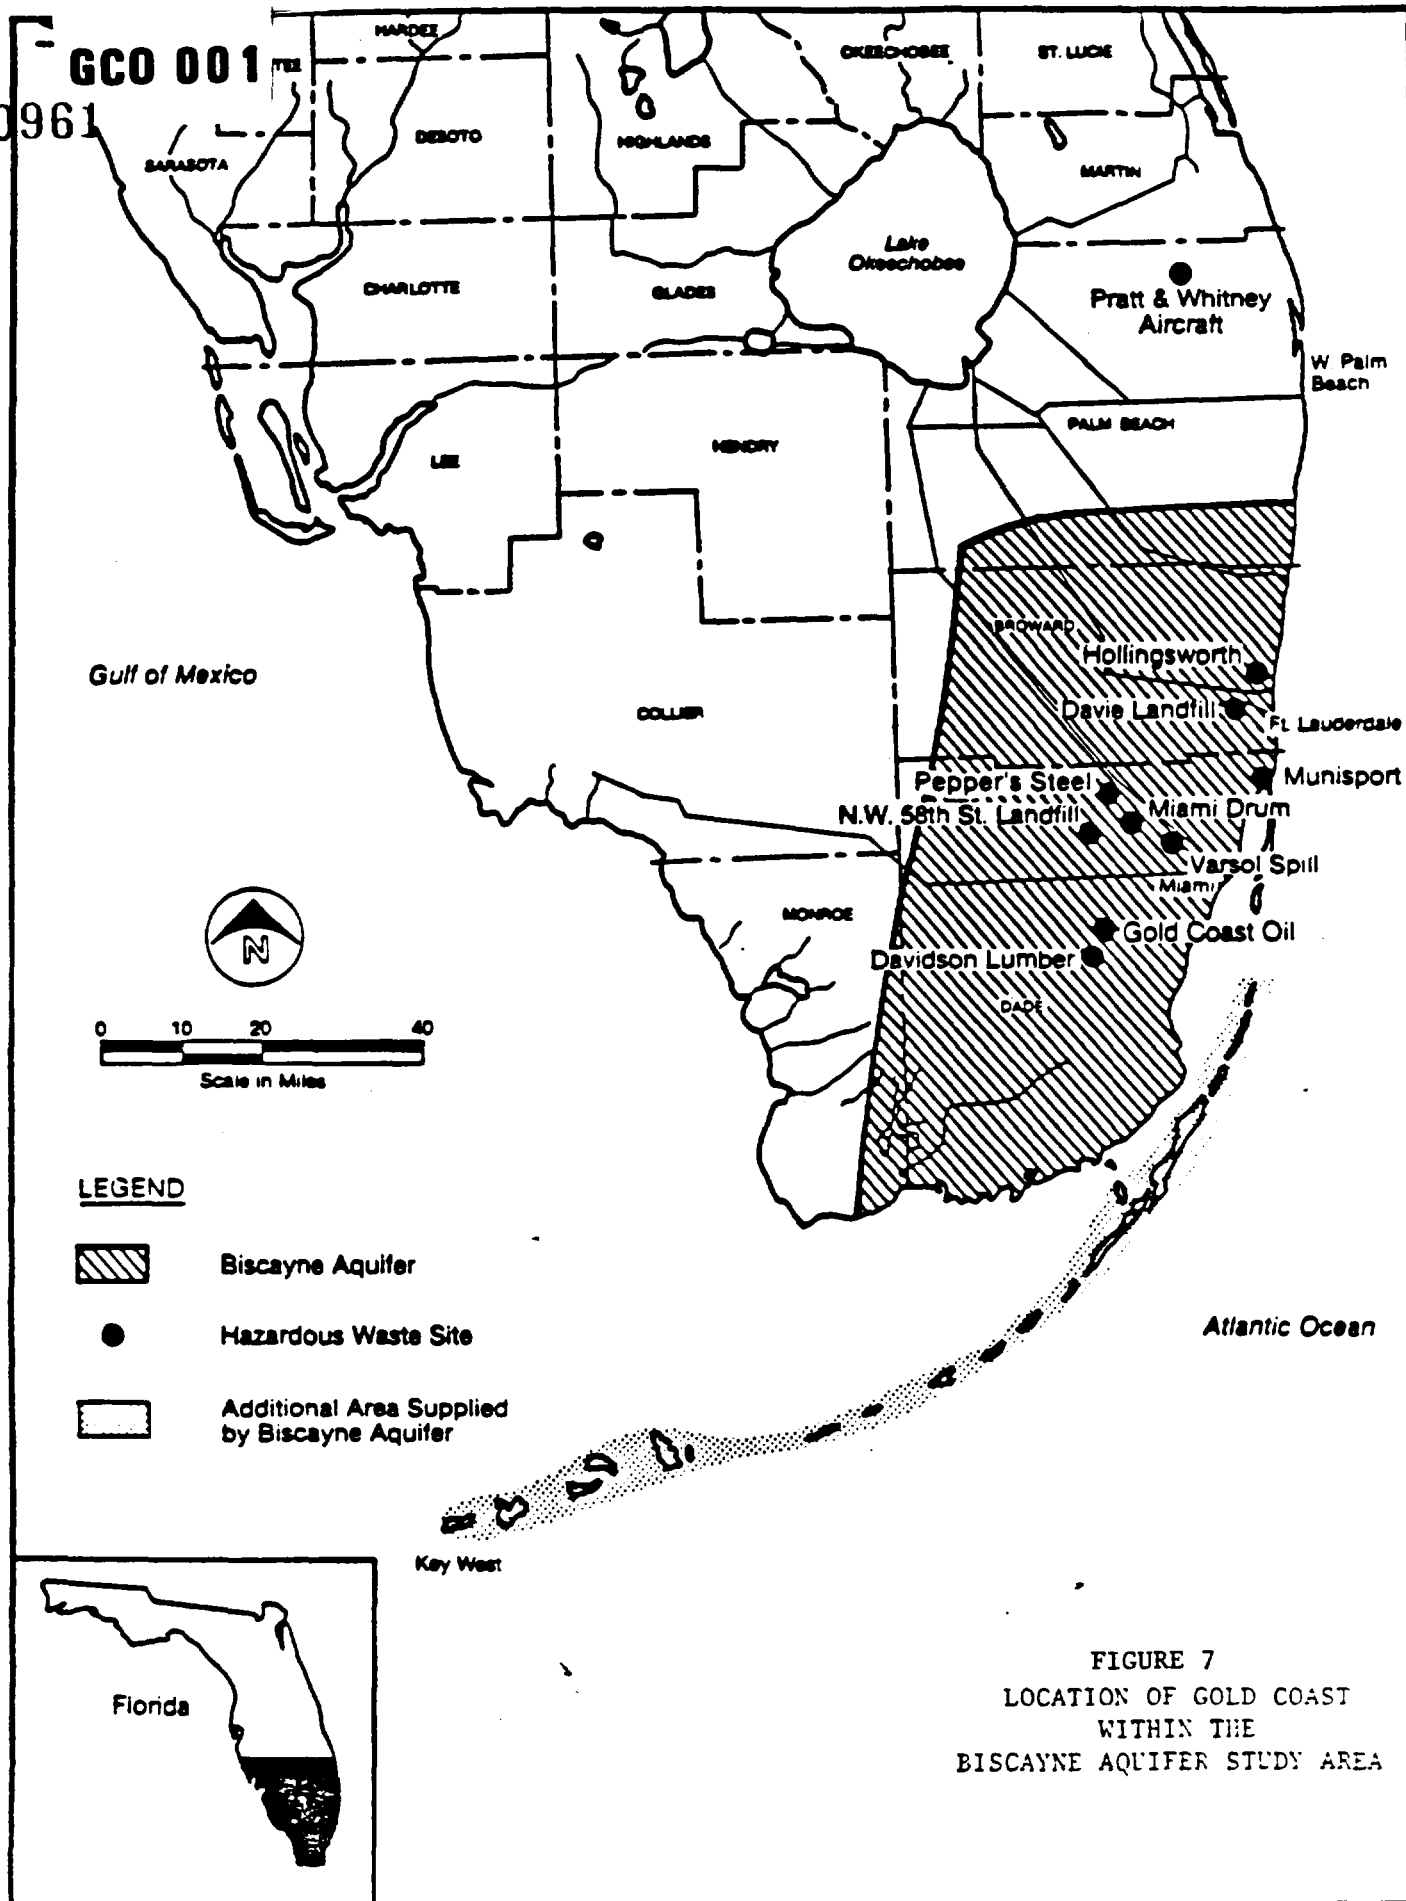 GCO 001
0961
TEE
HARDEE
OKEECHOBEE
ST. LUCIE
SARASOTA
DESOTO
HIGHLANDS
MARTIN
Lake
Okeechobee
CHARLOTTE
GLADES
Pratt & Whitney
Aircraft
W. Palm
Beach
PALM BEACH
LEE
HENDRY
BROWARD
Hollingsworth
Gulf of Mexico
COLLIER
Davie Landfill
Ft. Lauderdale
Pepper's Steel
Munisport
N.W. 58th St. Landfill
Miami Drum
Varsol Spill
Miami
MONROE
Gold Coast Oil
Davidson Lumber
DADE
N
0 10 20 40
Scale in Miles
LEGEND
Biscayne Aquifer
Hazardous Waste Site
Additional Area Supplied
by Biscayne Aquifer
Atlantic Ocean
Key West
Florida
FIGURE 7
LOCATION OF GOLD COAST
WITHIN THE
BISCAYNE AQUIFER STUDY AREA